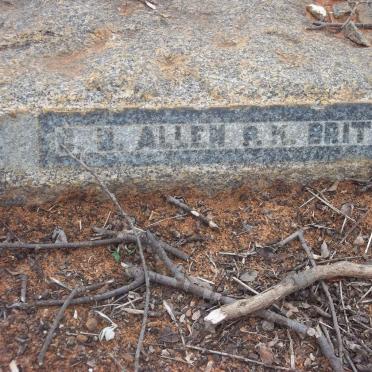 B. ALLEN R.K. BRIT